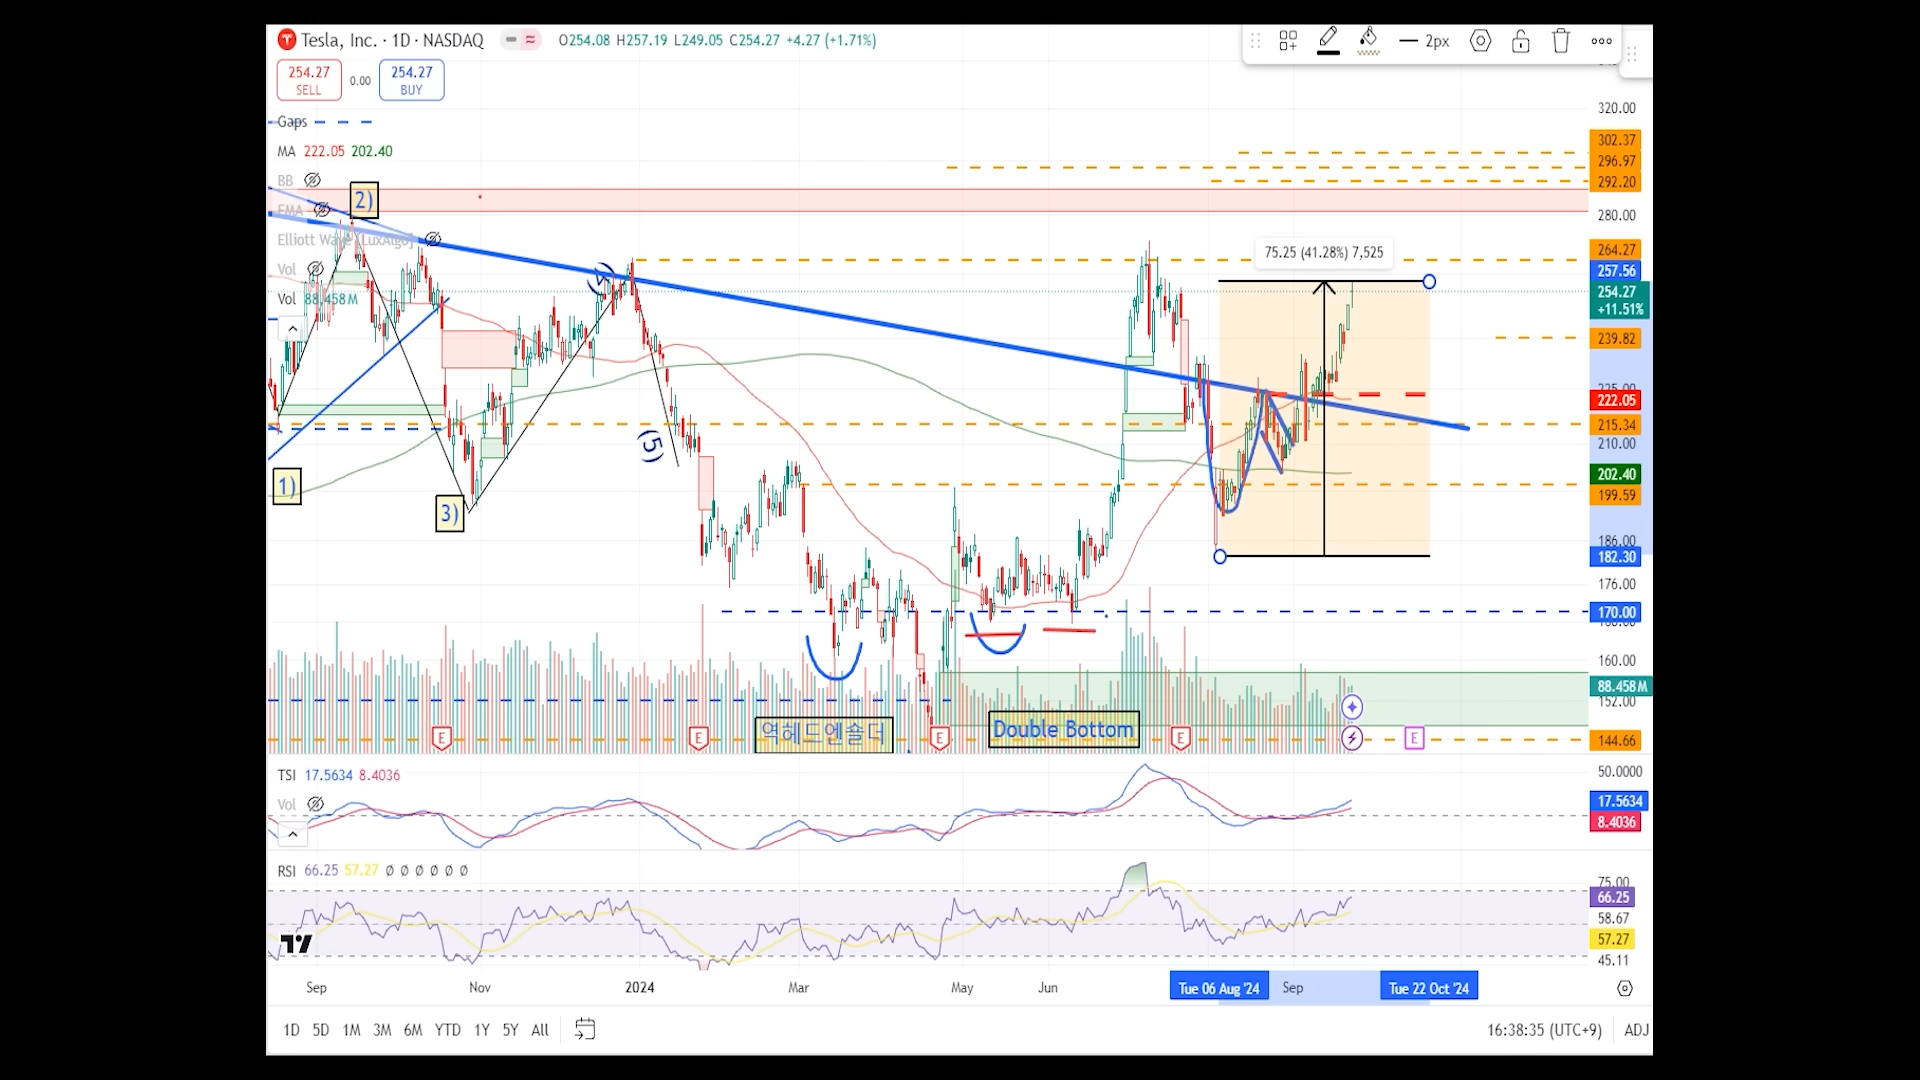 Tesla, Inc. · 1D · NASDAQ O254.08 H257.19 L249.05 C254.27 +4.27 (+1.71%)
2px
254.27 SELL
0.00
254.27 BUY
Gaps
MA 222.05 202.40
BB
EMA
Elliott Wave [LuxAlgo]
Vol
Vol 88.458M
1)
2)
3)
(4)
(5)
75.25 (41.28%) 7,525
역헤드엔숄더
Double Bottom
E
E
E
E
E
320.00
302.37
296.97
292.20
280.00
264.27
257.56
254.27
+11.51%
239.82
225.00
222.05
215.34
210.00
202.40
199.59
186.00
182.30
176.00
170.00
168.00
160.00
88.458M
152.00
144.66
TSI 17.5634 8.4036
Vol
50.0000
17.5634
8.4036
RSI 66.25 57.27 Ø Ø Ø Ø Ø Ø
75.00
66.25
58.67
57.27
45.11
Sep Nov 2024 Mar May Jun Tue 06 Aug '24 Sep Tue 22 Oct '24
1D 5D 1M 3M 6M YTD 1Y 5Y All
16:38:35 (UTC+9) ADJ